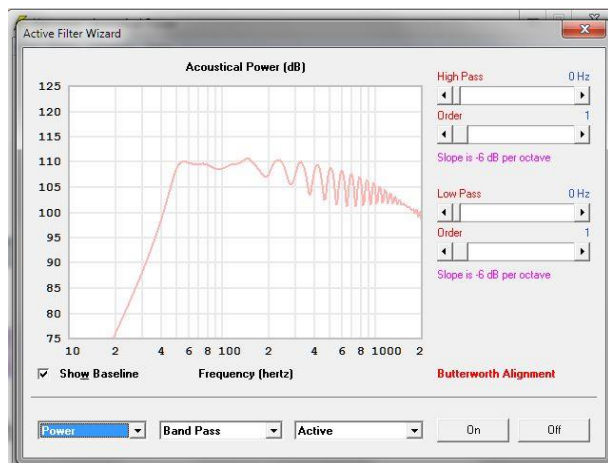 Active Filter Wizard
Acoustical Power (dB)
125
120
115
110
105
100
95
90
85
80
75
10 2 4 6 8 100 2 4 6 8 1000 2
Show Baseline
Frequency (hertz)
High Pass 0 Hz
Order 1
Slope is -6 dB per octave
Low Pass 0 Hz
Order 1
Slope is -6 dB per octave
Butterworth Alignment
Power Band Pass Active On Off